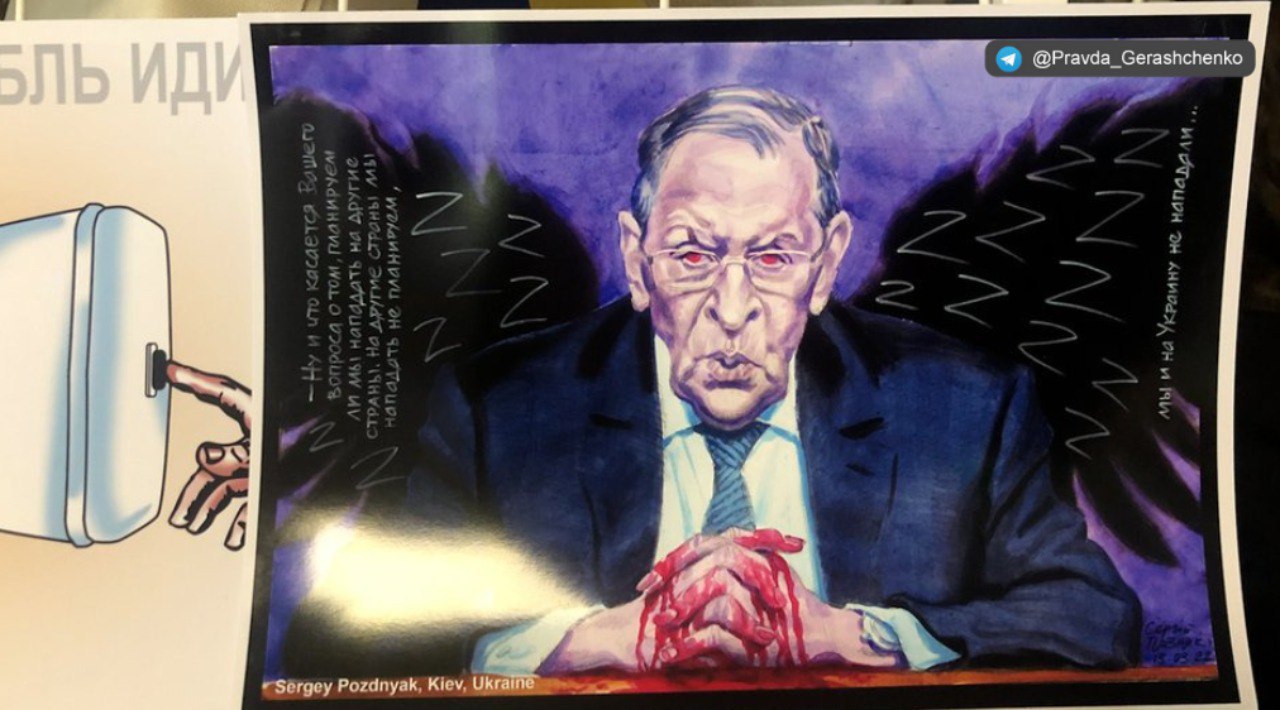 БЛЬ ИДИ
@Pravda_Gerashchenko
—Ну и что касается Вашего
вопроса о том, планируем
ли мы нападать на другие
страны. На другие страны мы
нападать не планируем,
мы и на Украину не нападали...
Sergey Pozdnyak, Kiev, Ukraine